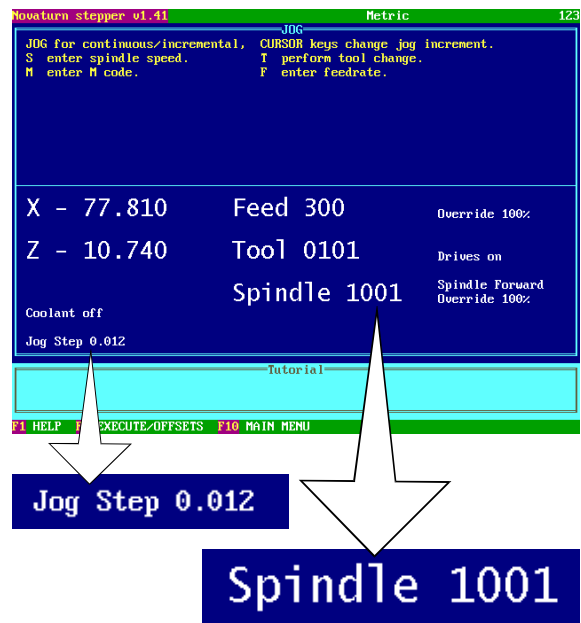 Novaturn stepper v1.41 Metric 123
JOG
JOG for continuous/incremental, CURSOR keys change jog increment.
S enter spindle speed. T perform tool change.
M enter M code. F enter feedrate.
X - 77.810 Feed 300 Override 100%
Z - 10.740 Tool 0101 Drives on
Spindle 1001 Spindle Forward
Override 100%
Coolant off
Jog Step 0.012
Tutorial
F1 HELP EXECUTE/OFFSETS F10 MAIN MENU
Jog Step 0.012
Spindle 1001